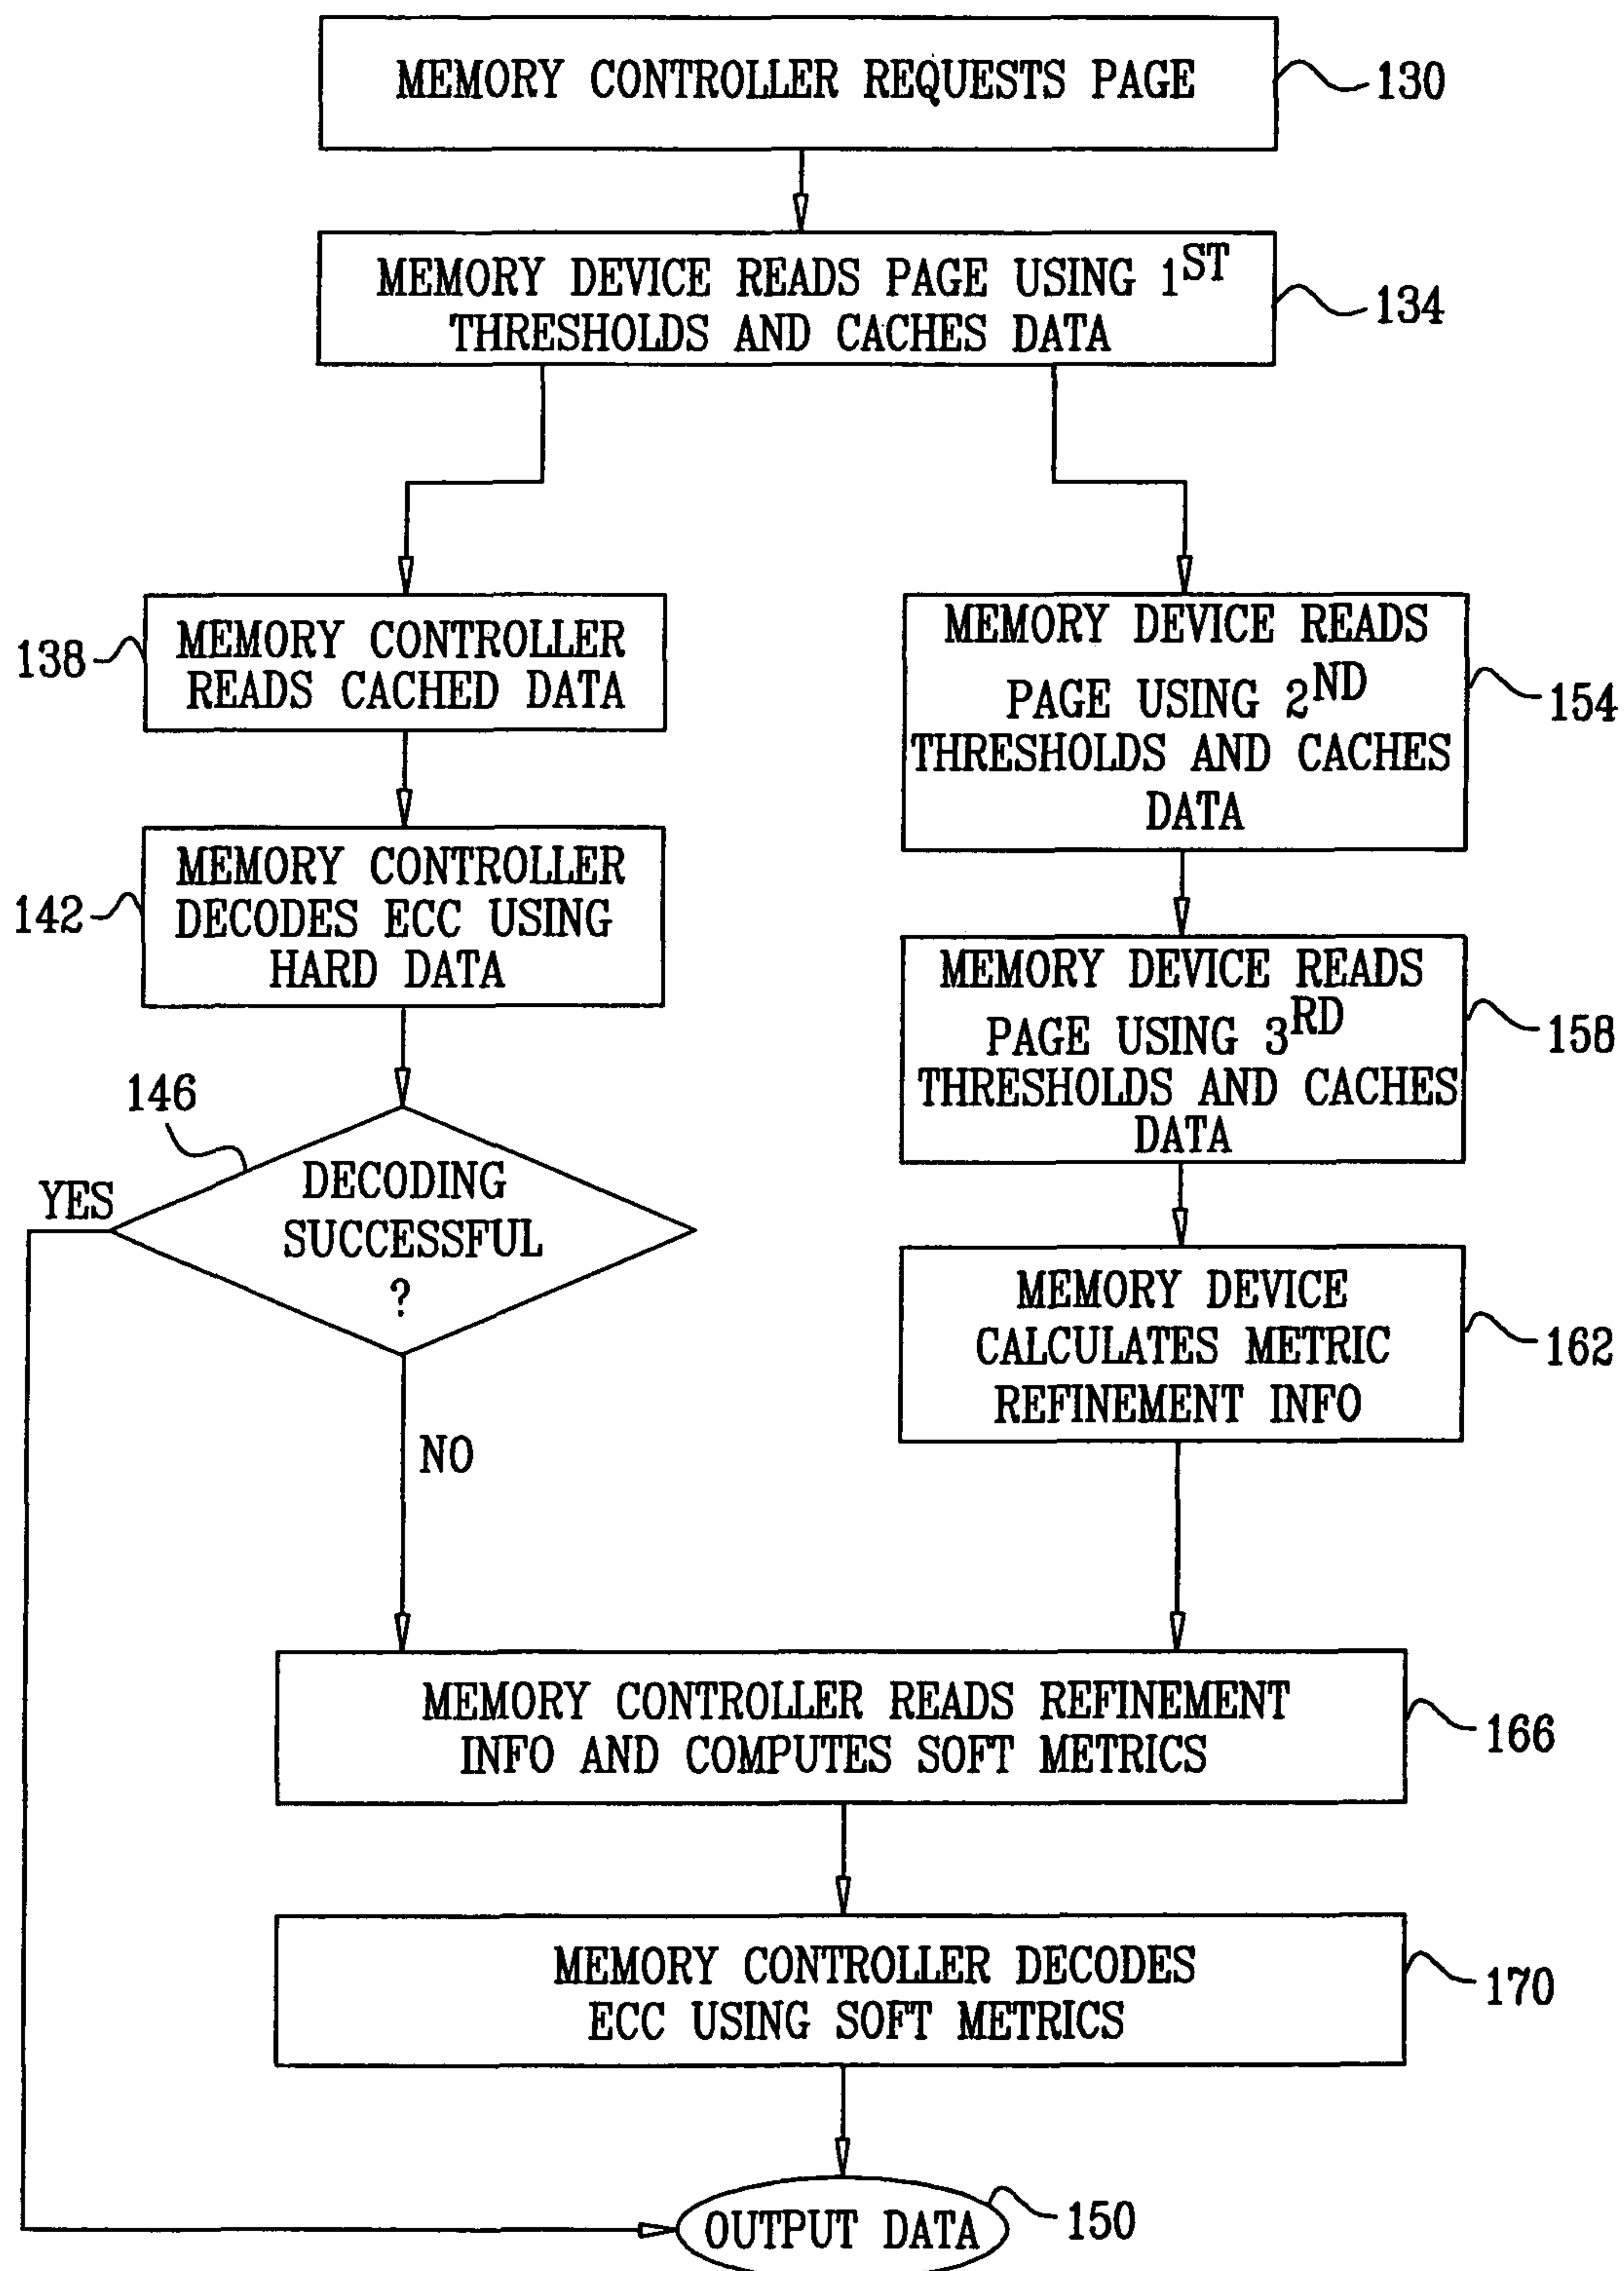 MEMORY CONTROLLER REQUESTS PAGE
130
MEMORY DEVICE READS PAGE USING 1ST
THRESHOLDS AND CACHES DATA
134
138
MEMORY CONTROLLER
READS CACHED DATA
142
MEMORY CONTROLLER
DECODES ECC USING
HARD DATA
146
YES
DECODING
SUCCESSFUL
?
NO
MEMORY DEVICE READS
PAGE USING 2ND
THRESHOLDS AND CACHES
DATA
154
MEMORY DEVICE READS
PAGE USING 3RD
THRESHOLDS AND CACHES
DATA
158
MEMORY DEVICE
CALCULATES METRIC
REFINEMENT INFO
162
MEMORY CONTROLLER READS REFINEMENT
INFO AND COMPUTES SOFT METRICS
166
MEMORY CONTROLLER DECODES
ECC USING SOFT METRICS
170
OUTPUT DATA
150